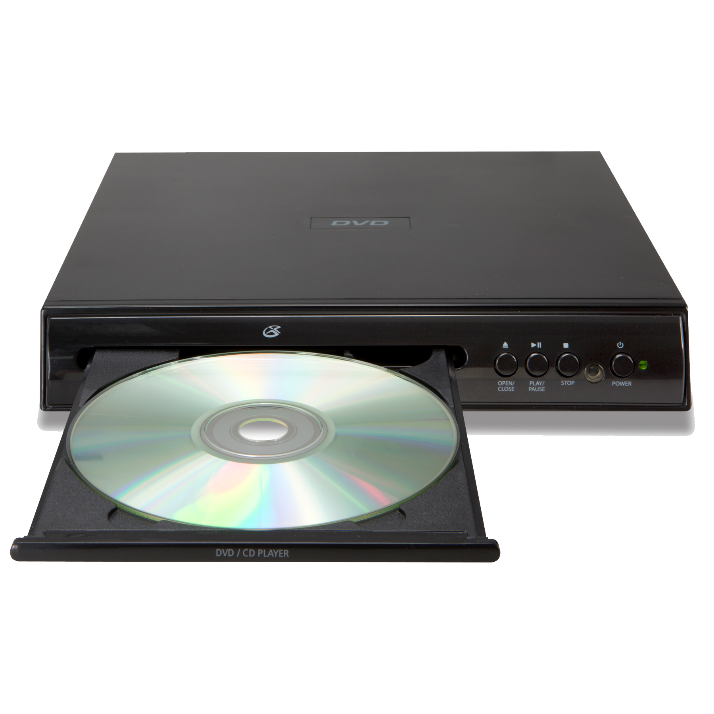 DVD
OPEN/
CLOSE
PLAY/
PAUSE
STOP
POWER
DVD / CD PLAYER